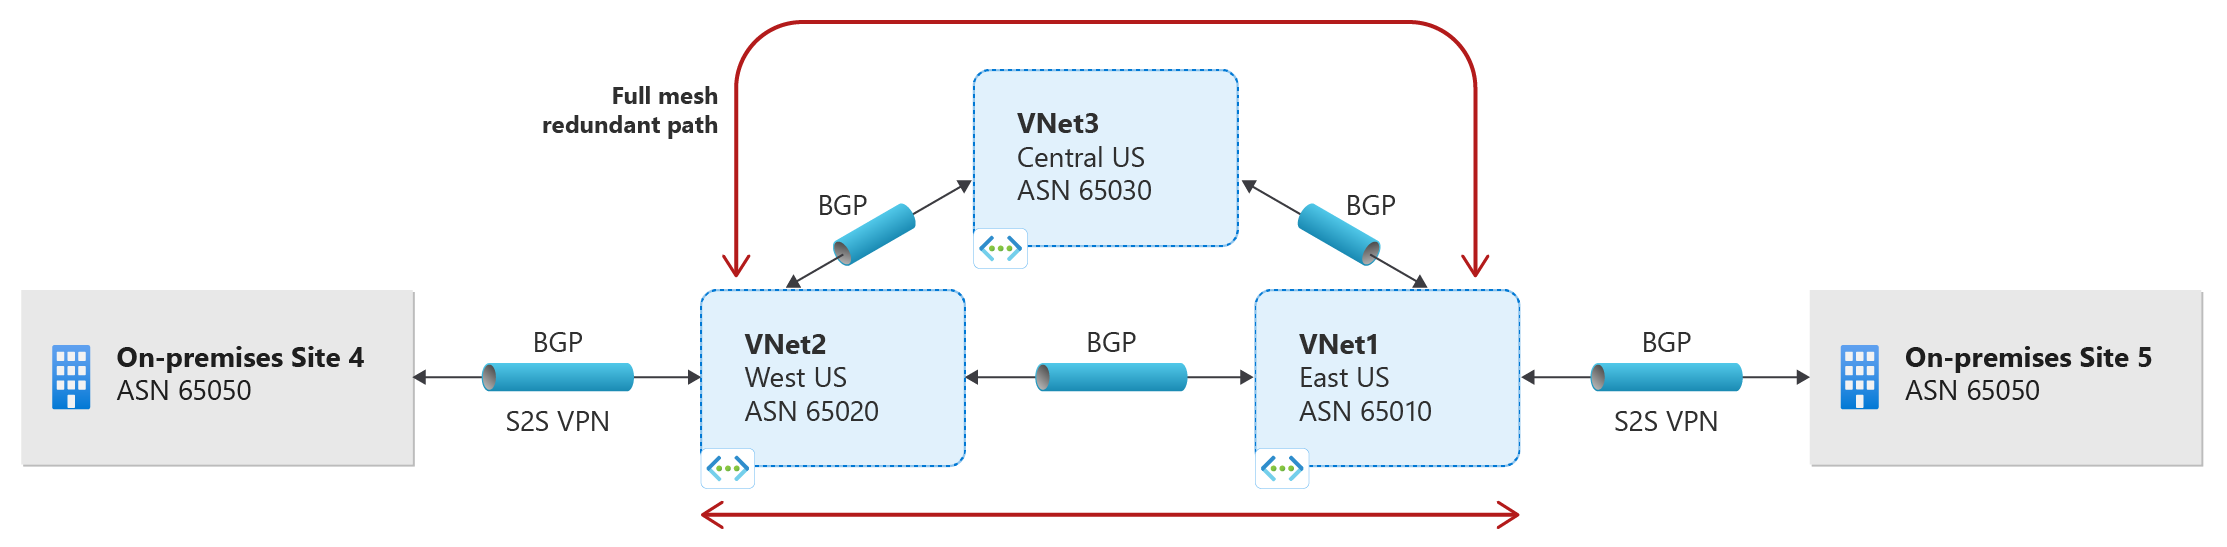 Full mesh
redundant path
VNet3
Central US
ASN 65030
BGP
BGP
On-premises Site 4
ASN 65050
BGP
S2S VPN
VNet2
West US
ASN 65020
BGP
VNet1
East US
ASN 65010
BGP
S2S VPN
On-premises Site 5
ASN 65050